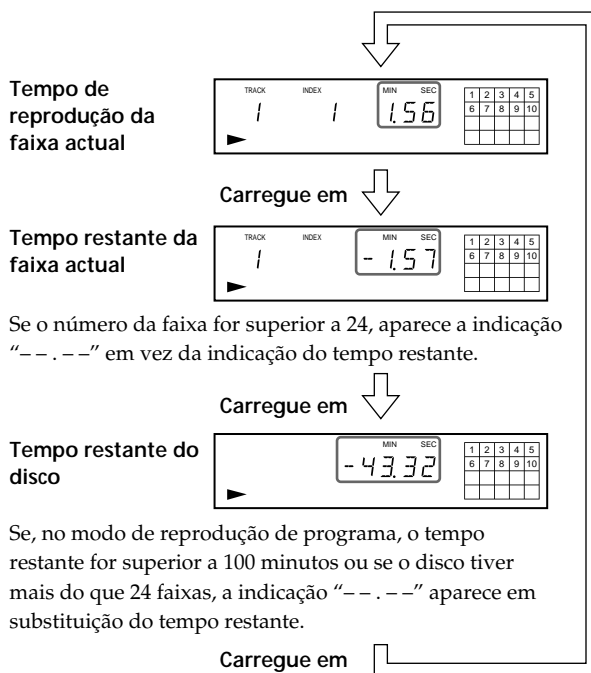 Tempo de
reprodução da
faixa actual
TRACK INDEX MIN SEC
1 1 1.56
1 2 3 4 5
6 7 8 9 10
Carregue em
Tempo restante da
faixa actual
TRACK INDEX MIN SEC
1 - 1.57
1 2 3 4 5
6 7 8 9 10
Se o número da faixa for superior a 24, aparece a indicação
“– – . – –” em vez da indicação do tempo restante.
Carregue em
Tempo restante do
disco
MIN SEC
- 43.32
1 2 3 4 5
6 7 8 9 10
Se, no modo de reprodução de programa, o tempo
restante for superior a 100 minutos ou se o disco tiver
mais do que 24 faixas, a indicação “– – . – –” aparece em
substituição do tempo restante.
Carregue em